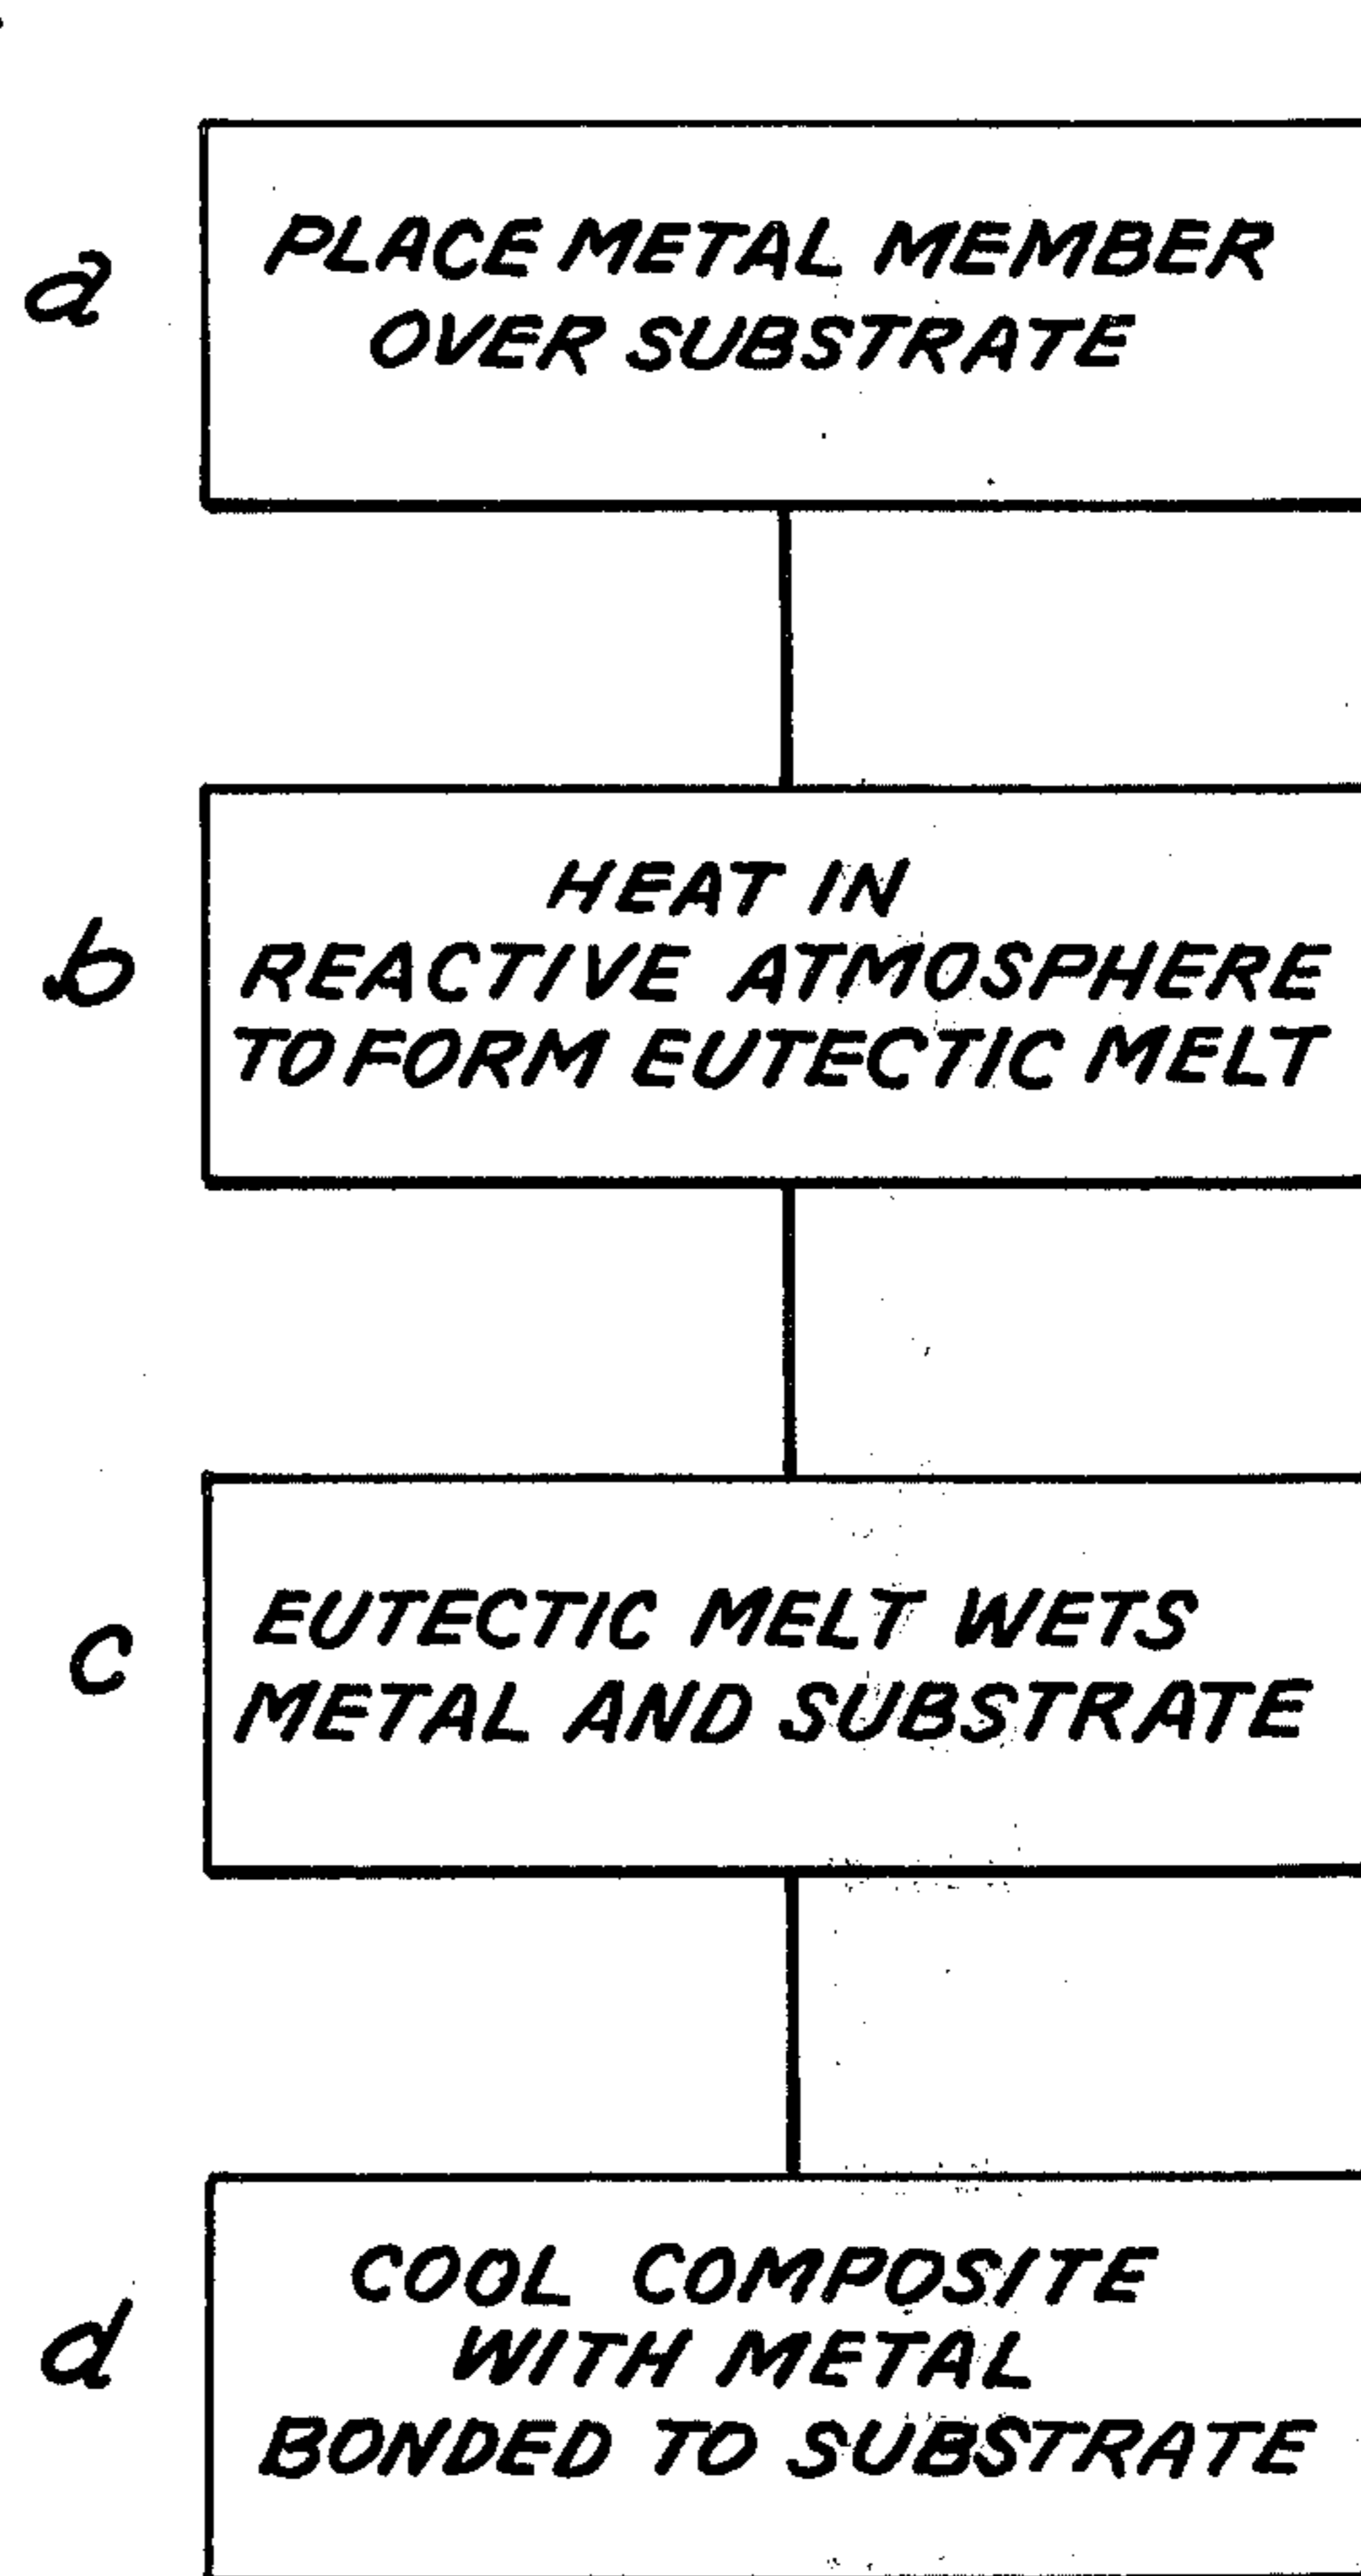 a
PLACE METAL MEMBER
OVER SUBSTRATE
b
HEAT IN
REACTIVE ATMOSPHERE
TO FORM EUTECTIC MELT
c
EUTECTIC MELT WETS
METAL AND SUBSTRATE
d
COOL COMPOSITE
WITH METAL
BONDED TO SUBSTRATE